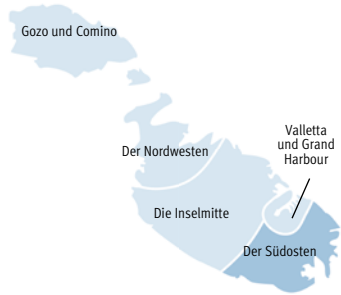 Gozo und Comino
Der Nordwesten
Valletta
und Grand
Harbour
Die Inselmitte
Der Südosten